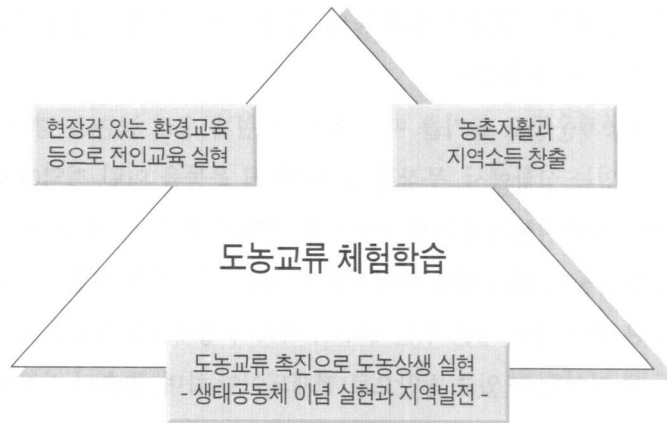 현장감 있는 환경교육
등으로 전인교육 실현
농촌자활과
지역소득 창출
도농교류 체험학습
도농교류 촉진으로 도농상생 실현
- 생태공동체 이념 실현과 지역발전 -